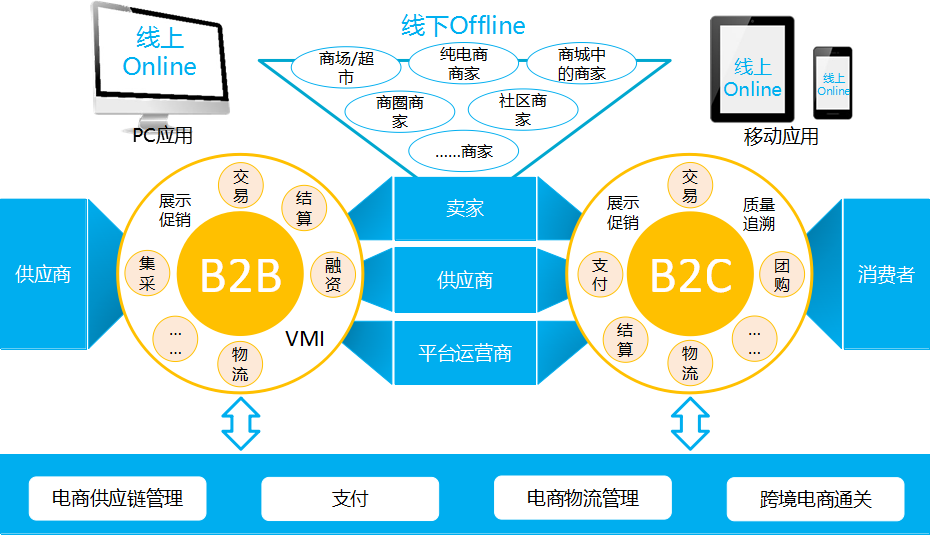 线下Offline
线上
Online
PC应用
商场/超
市
纯电商
商家
商城中
的商家
商圈商
家
社区商
家
......商家
线上
Online
线上
Online
移动应用
供应商
B2B
展示
促销
交
易
结
算
集
采
融
资
...
...
VMI
物
流
卖家
供应商
平台运营商
B2C
展示
促销
交
易
质量
追溯
支
付
团
购
结
算
...
...
物
流
消费者
电商供应链管理
支付
电商物流管理
跨境电商通关